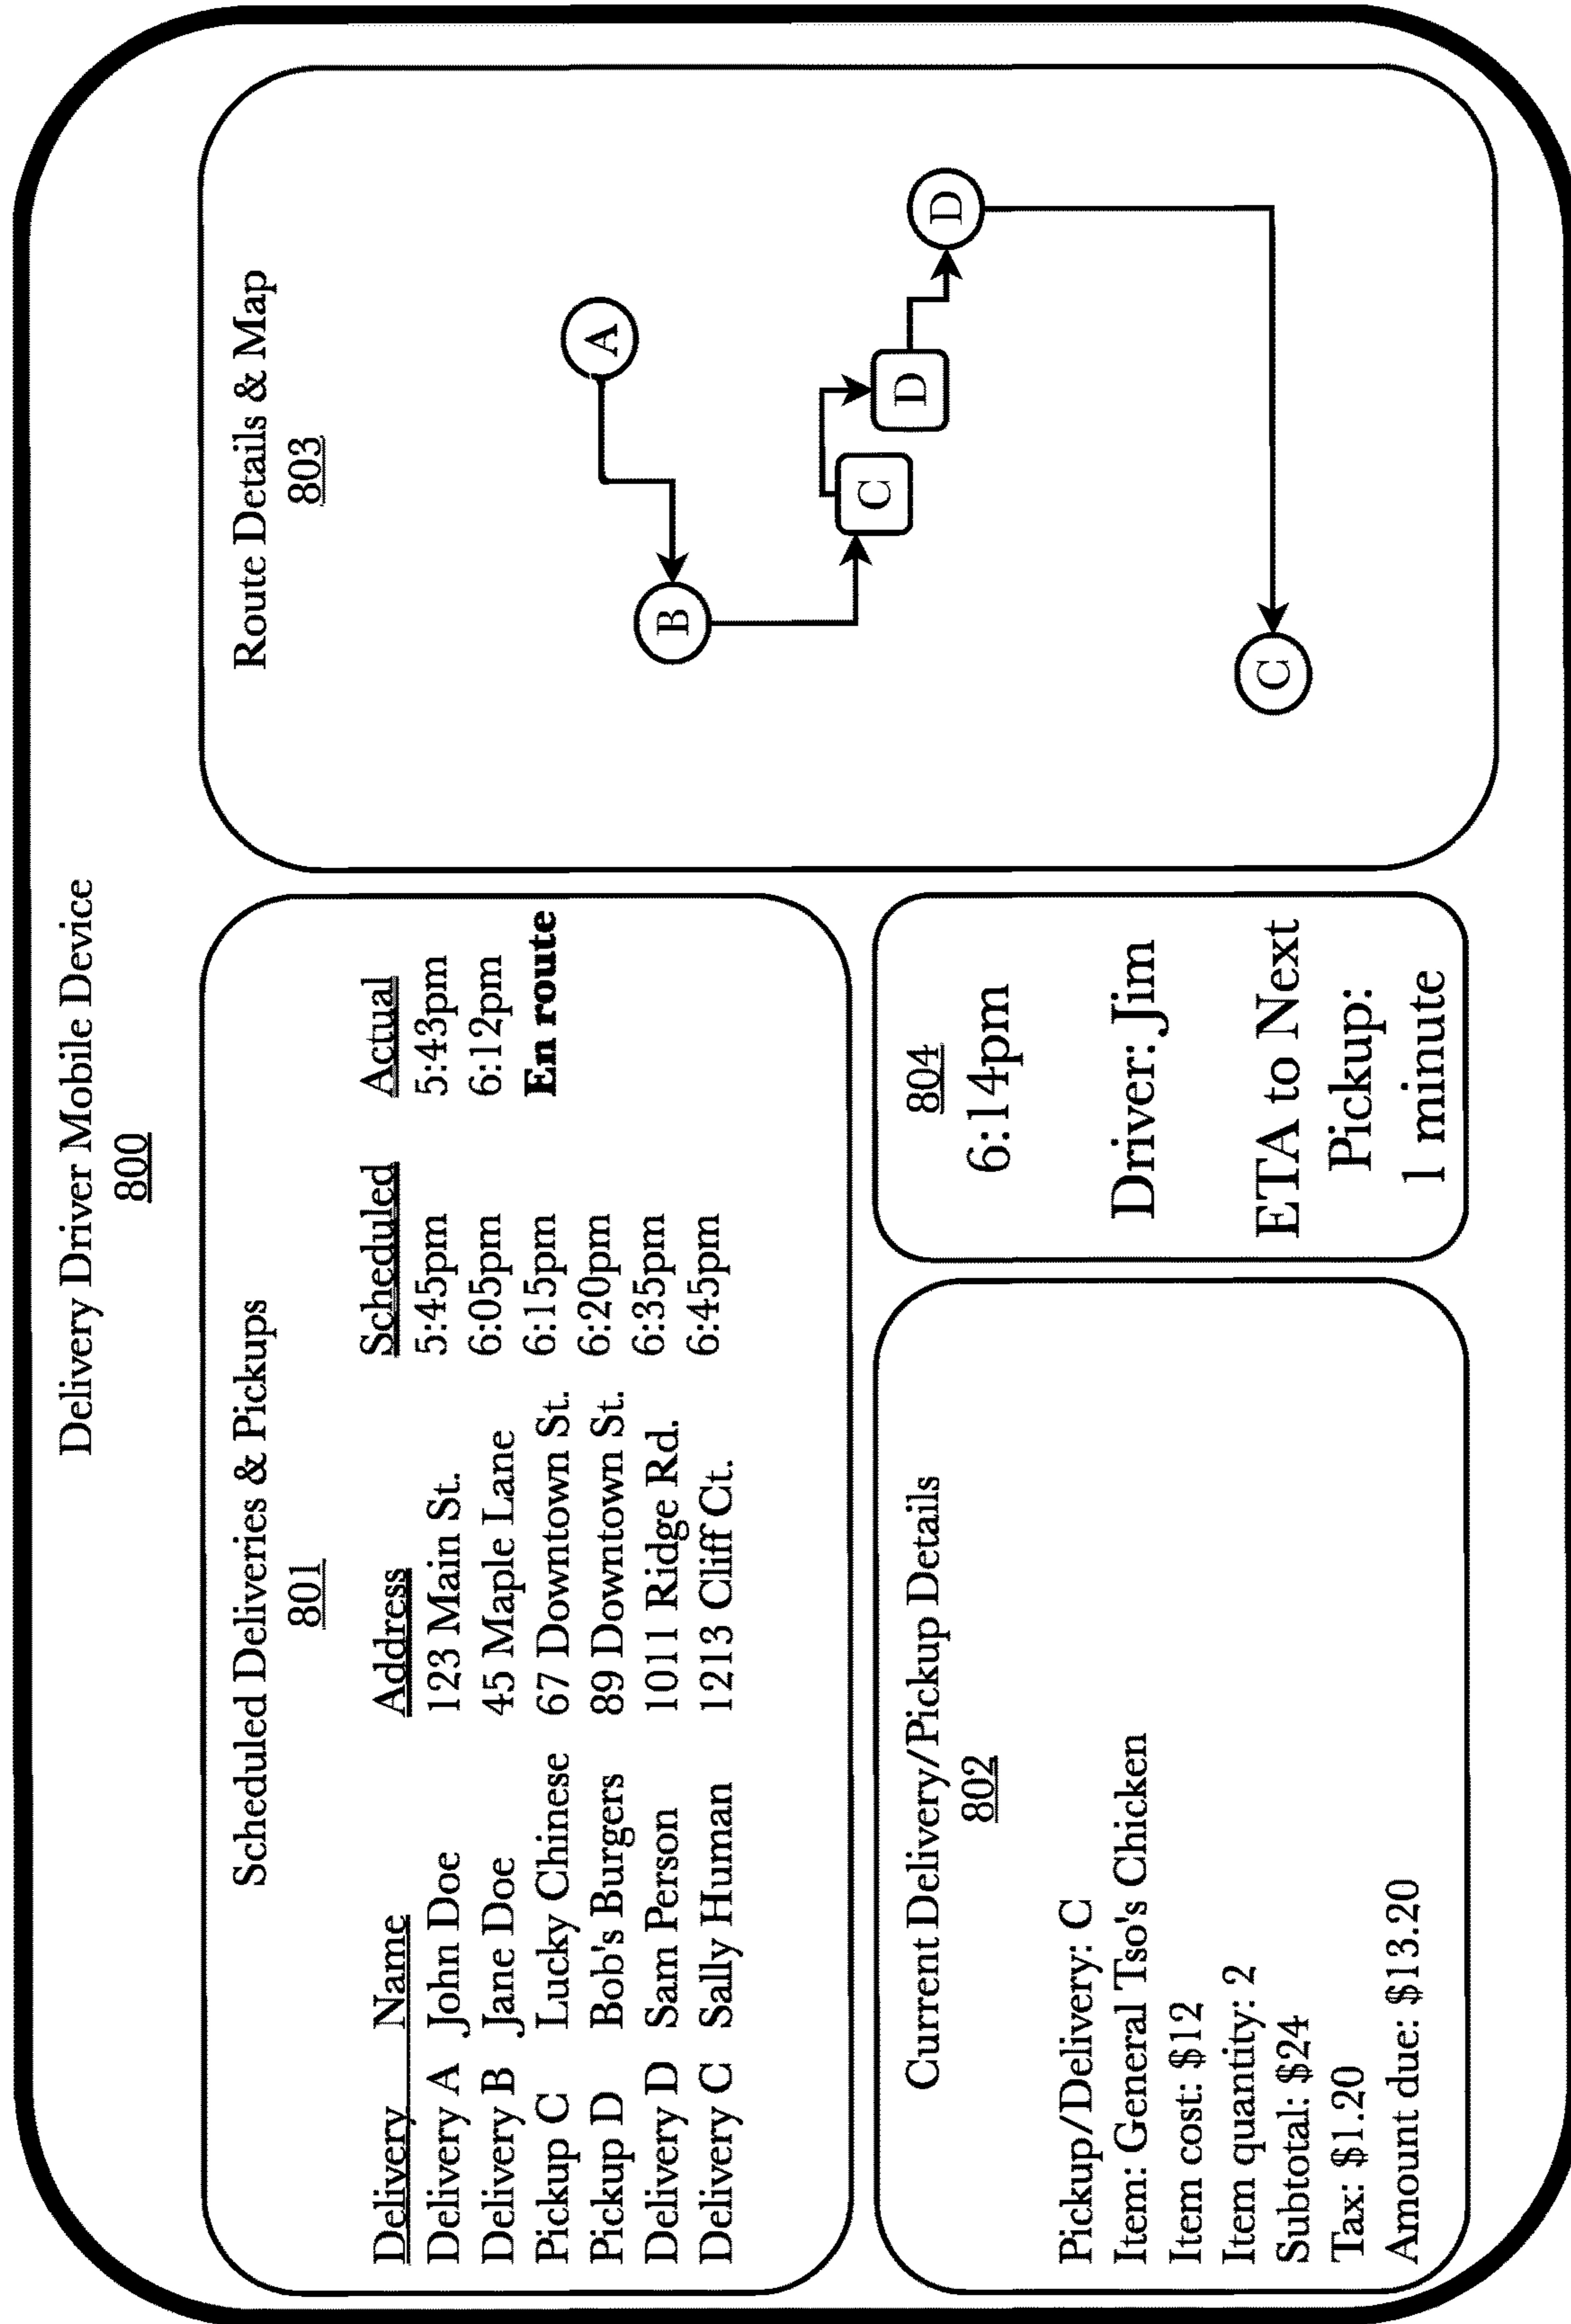 Delivery Driver Mobile Device
800
Scheduled Deliveries & Pickups
801
Delivery Name Address Scheduled Actual
Delivery A John Doe 123 Main St. 5:45pm 5:43pm
Delivery B Jane Doe 45 Maple Lane 6:05pm 6:12pm
Pickup C Lucky Chinese 67 Downtown St. 6:15pm En route
Pickup D Bob's Burgers 89 Downtown St. 6:20pm
Delivery D Sam Person 1011 Ridge Rd. 6:35pm
Delivery C Sally Human 1213 Cliff Ct. 6:45pm
Current Delivery/Pickup Details
802
Pickup/Delivery: C
Item: General Tso's Chicken
Item cost: $12
Item quantity: 2
Subtotal: $24
Tax: $1.20
Amount due: $13.20
804
6:14pm
Driver: Jim
ETA to Next
Pickup:
1 minute
Route Details & Map
803
A
B
C
D
D
C